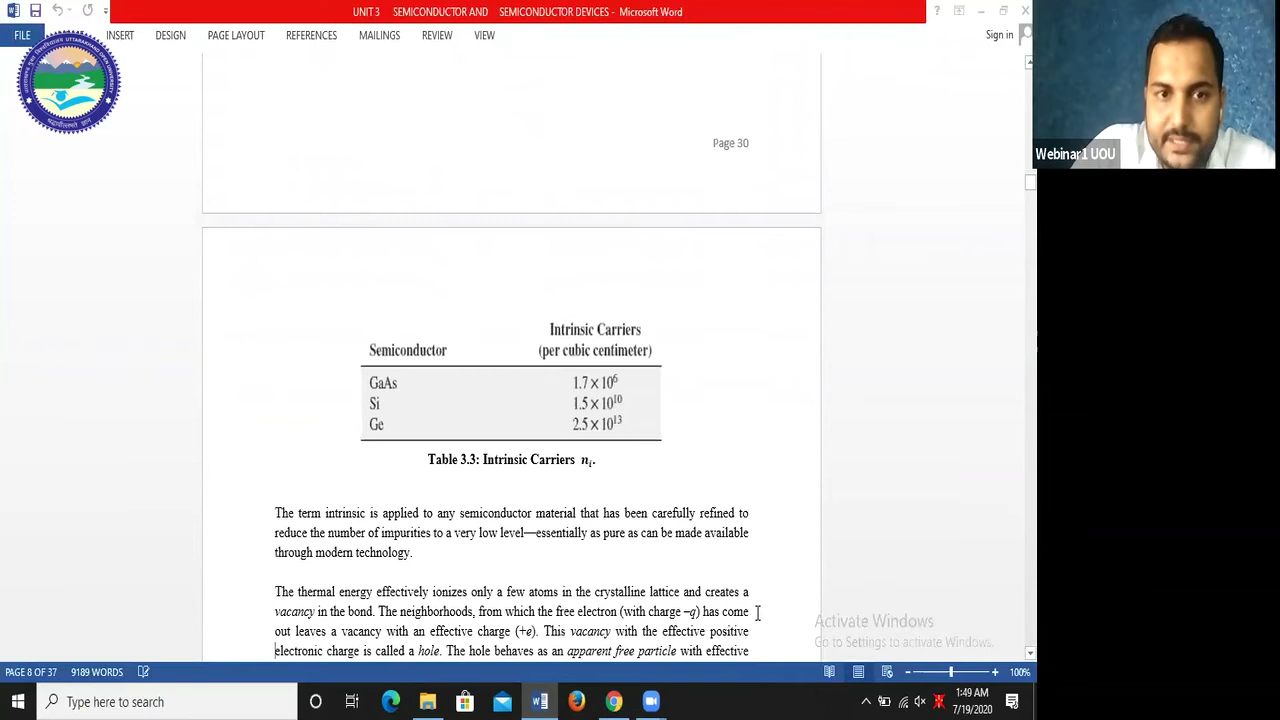 UNIT 3 SEMICONDUCTOR AND SEMICONDUCTOR DEVICES - Microsoft Word
FILE INSERT DESIGN PAGE LAYOUT REFERENCES MAILINGS REVIEW VIEW Sign in
Webinar1 UOU
Page 30
Intrinsic Carriers
Semiconductor (per cubic centimeter)
GaAs 1.7 × 10⁶
Si 1.5 × 10¹⁰
Ge 2.5 × 10¹³
Table 3.3: Intrinsic Carriers nᵢ.
The term intrinsic is applied to any semiconductor material that has been carefully refined to
reduce the number of impurities to a very low level—essentially as pure as can be made available
through modern technology.
The thermal energy effectively ionizes only a few atoms in the crystalline lattice and creates a
vacancy in the bond. The neighborhoods, from which the free electron (with charge –q) has come
out leaves a vacancy with an effective charge (+e). This vacancy with the effective positive
electronic charge is called a hole. The hole behaves as an apparent free particle with effective
Activate Windows
Go to Settings to activate Windows.
PAGE 8 OF 37 9189 WORDS 100%
Type here to search
1:49 AM
7/19/2020